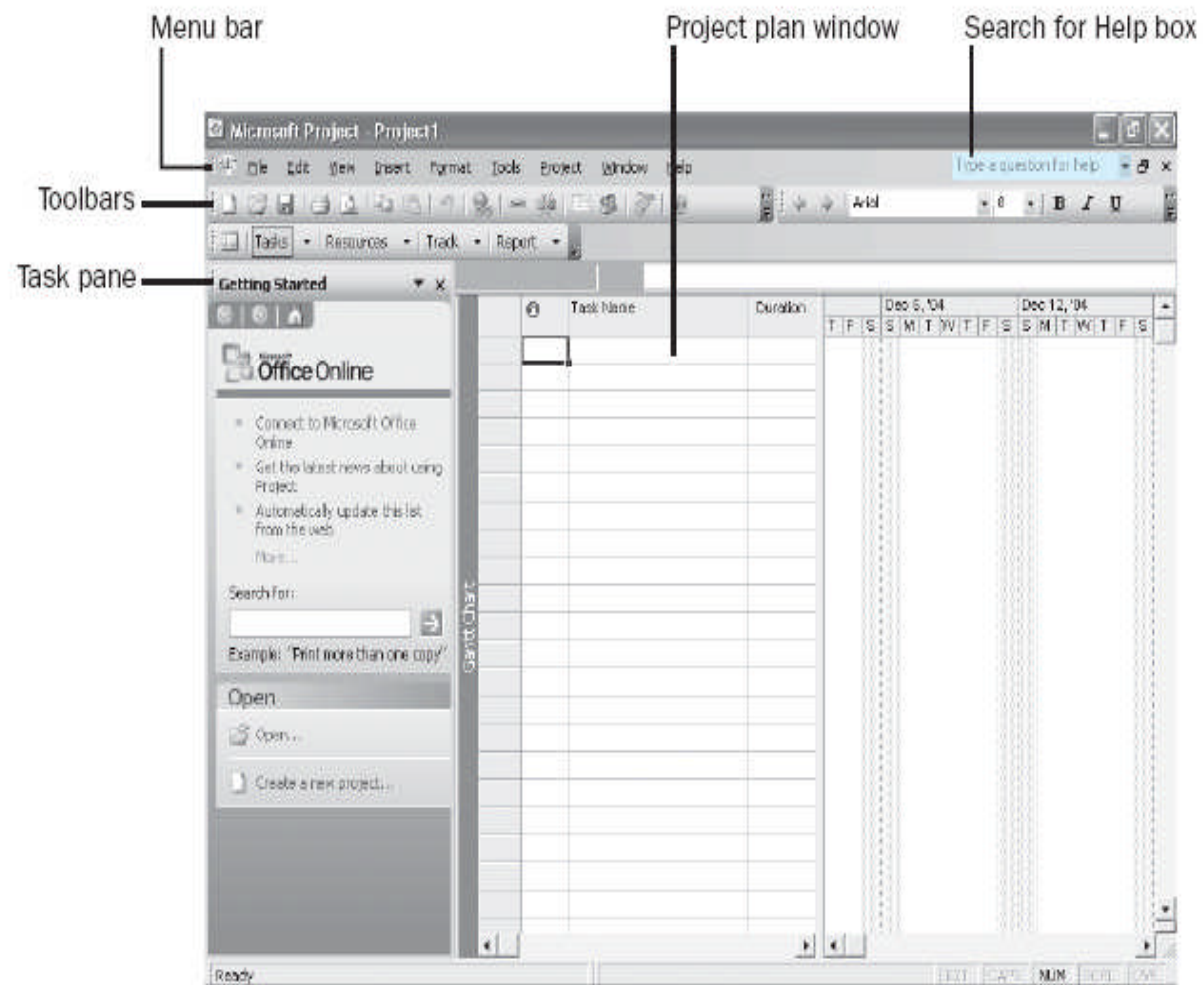 Menu bar
Project plan window
Search for Help box
Microsoft Project - Project1
File Edit View Insert Format Tools Project Window Help
Type a question for help
Toolbars
Arial 8 B I U
Tasks Resources Track Report
Task pane
Getting Started
Task Name Duration
Dec 5, '04 Dec 12, '04
T F S S M T W T F S S M T W T F S
Microsoft
Office Online
Connect to Microsoft Office
Online
Get the latest news about using
Project
Automatically update this list
from the web
More...
Search for:
Example: "Print more than one copy"
Gantt Chart
Open
Open...
Create a new project...
Ready
EXT CAPS NUM SCRL OVR